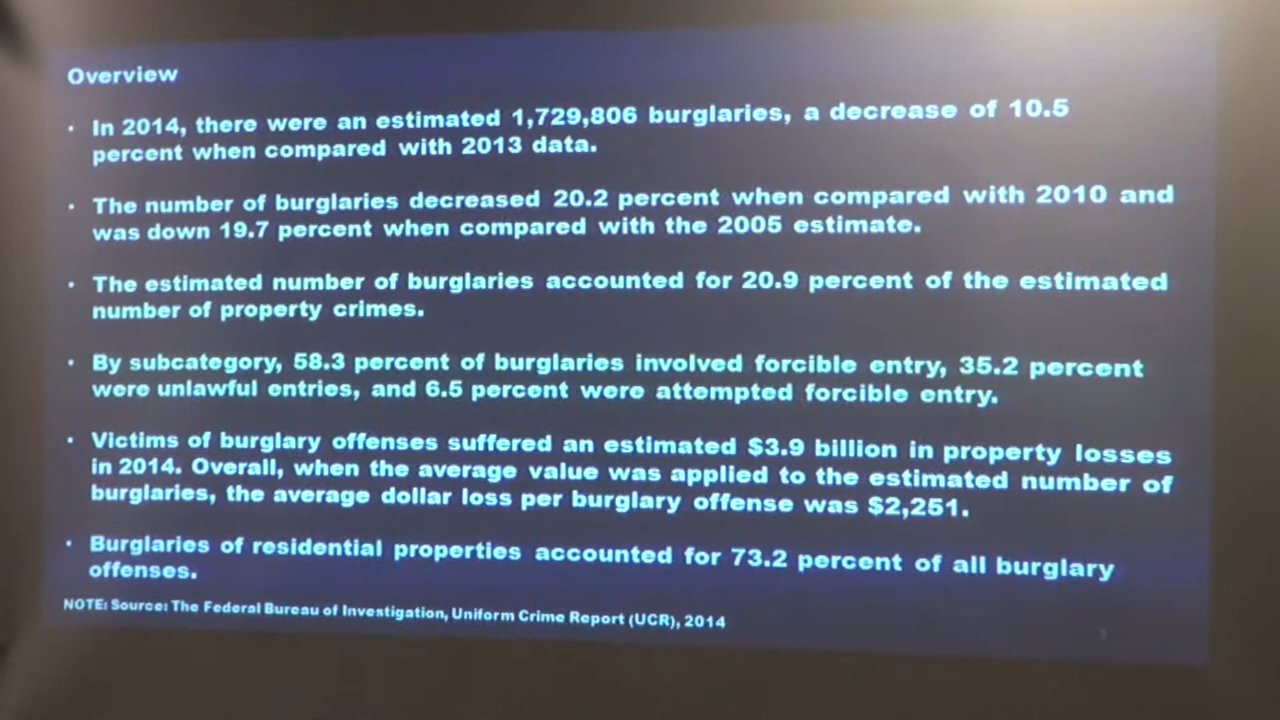 Overview
• In 2014, there were an estimated 1,729,806 burglaries, a decrease of 10.5
percent when compared with 2013 data.
• The number of burglaries decreased 20.2 percent when compared with 2010 and
was down 19.7 percent when compared with the 2005 estimate.
• The estimated number of burglaries accounted for 20.9 percent of the estimated
number of property crimes.
• By subcategory, 58.3 percent of burglaries involved forcible entry, 35.2 percent
were unlawful entries, and 6.5 percent were attempted forcible entry.
• Victims of burglary offenses suffered an estimated $3.9 billion in property losses
in 2014. Overall, when the average value was applied to the estimated number of
burglaries, the average dollar loss per burglary offense was $2,251.
• Burglaries of residential properties accounted for 73.2 percent of all burglary
offenses.
NOTE: Source: The Federal Bureau of Investigation, Uniform Crime Report (UCR), 2014